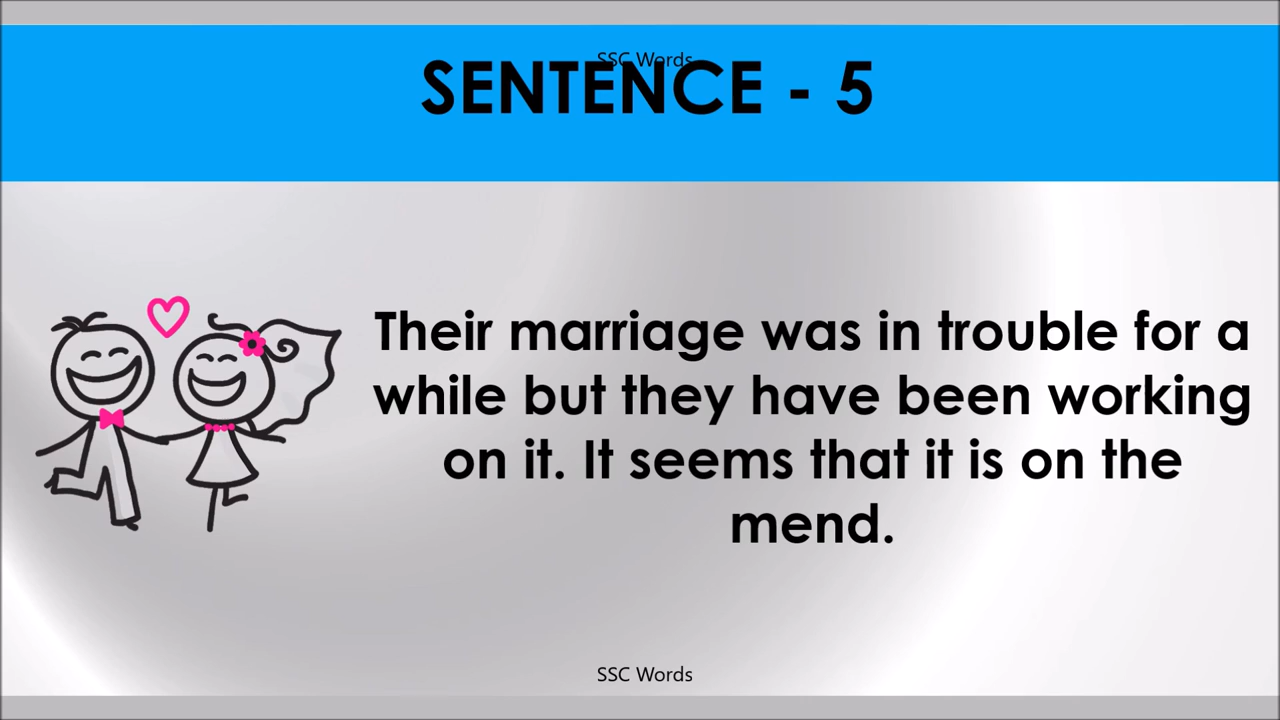 SSC Words
SENTENCE - 5
Their marriage was in trouble for a
while but they have been working
on it. It seems that it is on the
mend.
SSC Words